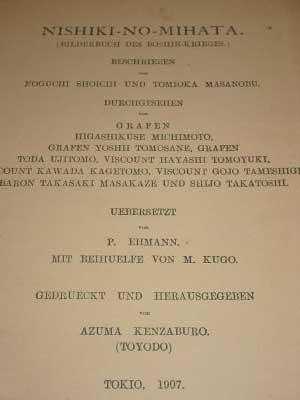 NISHIKI-NO-MIHATA.
(BILDERBUCH DES BOSHIN-KRIEGES.)
BESCHRIEBEN
VON
NOGUCHI SHOICHI UND TOMIOKA MASANOBU.
DURCHGESEHEN
VON
GRAFEN
HIGASHIKUSE MICHIMOTO,
GRAFEN YOSHII TOMOSANE, GRAFEN
TODA UJITOMO, VISCOUNT HAYASHI TOMOYUKI,
COUNT KAWADA KAGETOMO, VISCOUNT GOJO TAMESHIGE
BARON TAKASAKI MASAKAZE UND SHIJO TAKATOSHI.
UEBERSETZT
VON
P. EHMANN.
MIT BEIHUELFE VON M. KUGO.
GEDRUECKT UND HERAUSGEGEBEN
VON
AZUMA KENZABURO.
(TOYODO)
TOKIO, 1907.